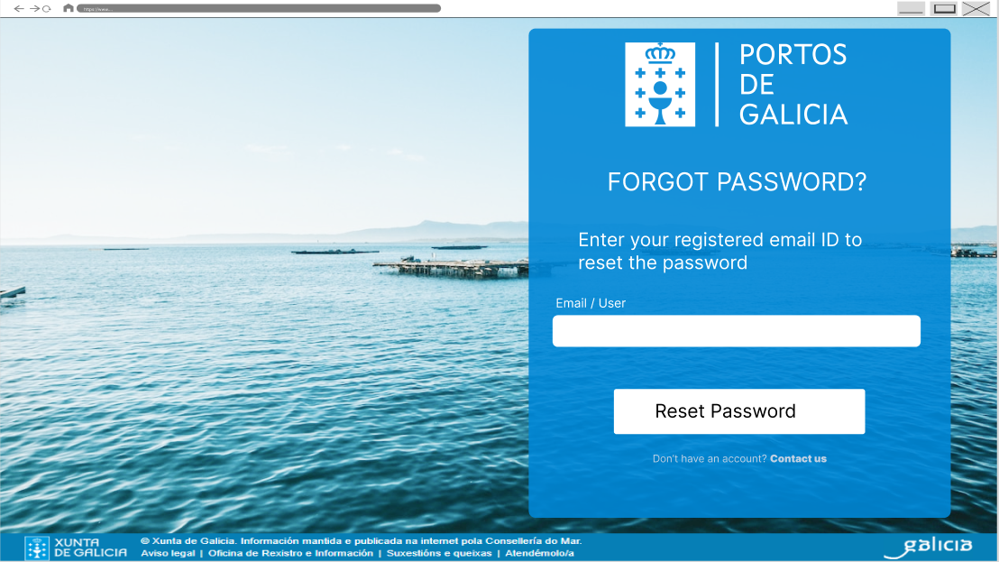 https://www....
PORTOS
DE
GALICIA
FORGOT PASSWORD?
Enter your registered email ID to
reset the password
Email / User
Reset Password
Don't have an account? Contact us
XUNTA
DE GALICIA
© Xunta de Galicia. Información mantida e publicada na internet pola Consellería do Mar.
Aviso legal | Oficina de Rexistro e Información | Suxestións e queixas | Atendémolo/a
galicia